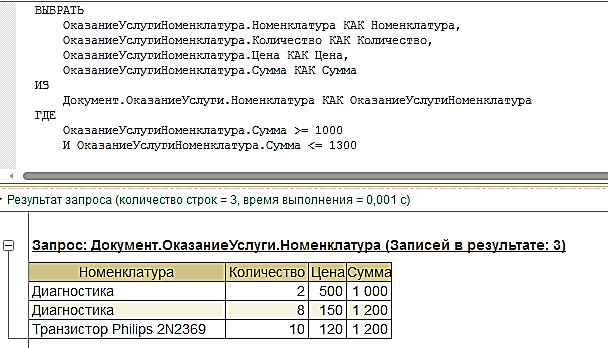 ВЫБРАТЬ
ОказаниеУслугиНоменклатура.Номенклатура КАК Номенклатура,
ОказаниеУслугиНоменклатура.Количество КАК Количество,
ОказаниеУслугиНоменклатура.Цена КАК Цена,
ОказаниеУслугиНоменклатура.Сумма КАК Сумма
ИЗ
Документ.ОказаниеУслуги.Номенклатура КАК ОказаниеУслугиНоменклатура
ГДЕ
ОказаниеУслугиНоменклатура.Сумма >= 1000
И ОказаниеУслугиНоменклатура.Сумма <= 1300
Результат запроса (количество строк = 3, время выполнения = 0,001 с)
Запрос: Документ.ОказаниеУслуги.Номенклатура (Записей в результате: 3)
Номенклатура Количество Цена Сумма
Диагностика 2 500 1 000
Диагностика 8 150 1 200
Транзистор Philips 2N2369 10 120 1 200